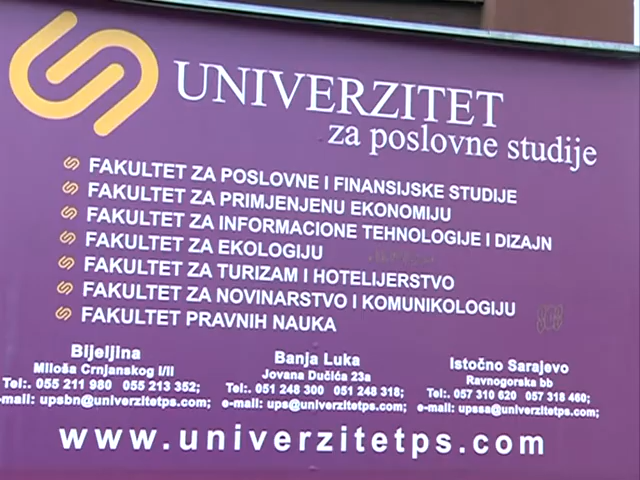 UNIVERZITET
za poslovne studije
FAKULTET ZA POSLOVNE I FINANSIJSKE STUDIJE
FAKULTET ZA PRIMJENJENU EKONOMIJU
FAKULTET ZA INFORMACIONE TEHNOLOGIJE I DIZAJN
FAKULTET ZA EKOLOGIJU
FAKULTET ZA TURIZAM I HOTELIJERSTVO
FAKULTET ZA NOVINARSTVO I KOMUNIKOLOGIJU
FAKULTET PRAVNIH NAUKA
Bijeljina
Miloša Crnjanskog I/II
Tel:. 055 211 980 055 213 352;
-mail: upsbn@univerzitetps.com;
Banja Luka
Jovana Dučića 23a
Tel:. 051 248 300 051 248 318;
e-mail: ups@univerzitetps.com;
Istočno Sarajevo
Ravnogorska bb
Tel:. 057 310 620 057 318 460;
e-mail: upssa@univerzitetps.com;
www.univerzitetps.com